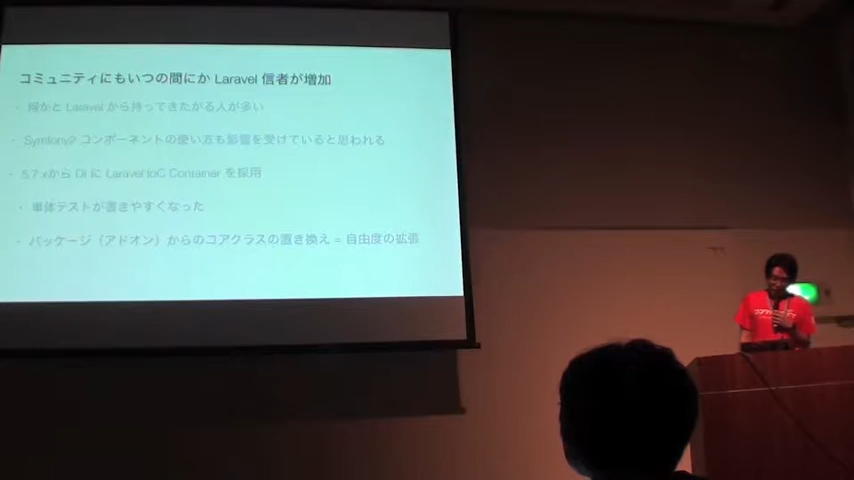 コミュニティにもいつの間にか Laravel 信者が増加
何かと Laravel から持ってきたがる人が多い
Symfony2 コンポーネントの使い方も影響を受けていると思われる
5.7.xから DI に Laravel IoC Container を採用
単体テストが書きやすくなった
パッケージ（アドオン）からのコアクラスの置き換え = 自由度の拡張